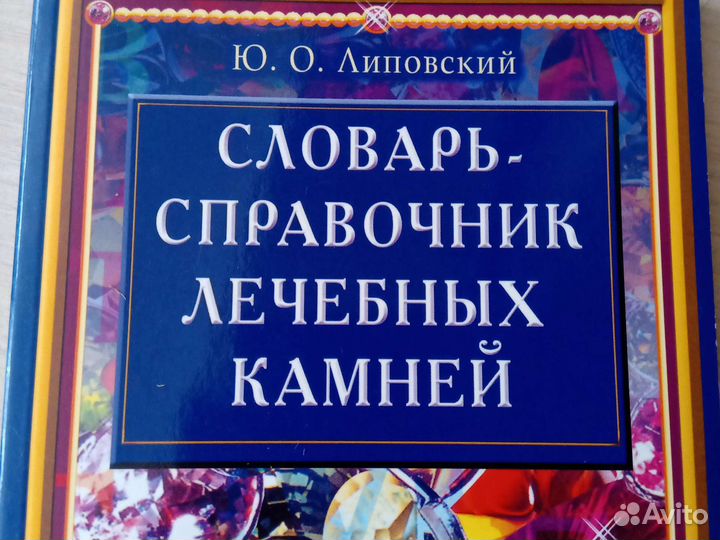 Ю. О. Липовский
СЛОВАРЬ-
СПРАВОЧНИК
ЛЕЧЕБНЫХ
КАМНЕЙ
Avito